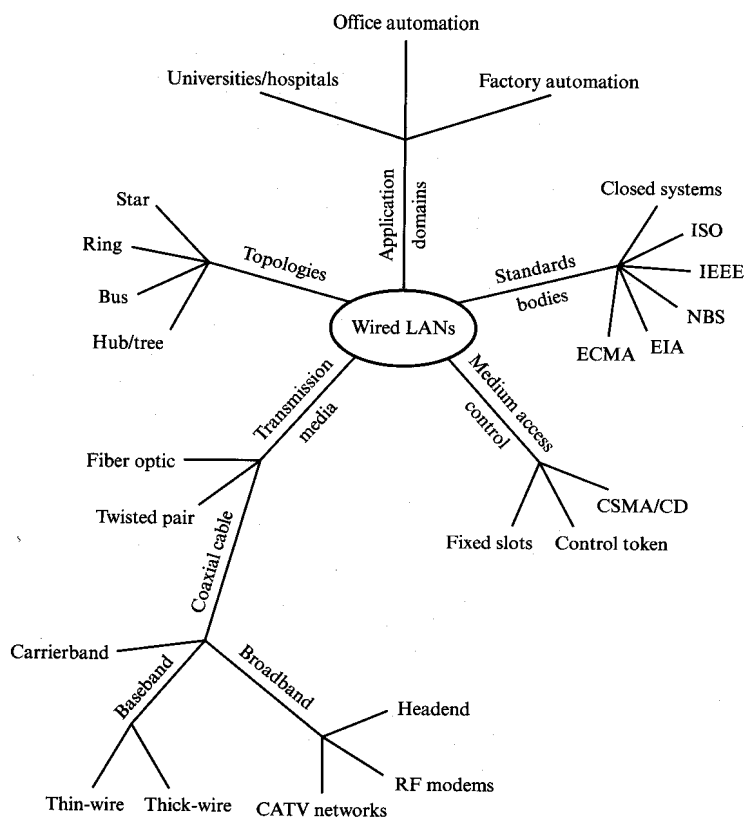 Office automation
Universities/hospitals
Factory automation
Application
domains
Star
Ring
Bus
Hub/tree
Topologies
Wired LANs
Standards
bodies
Closed systems
ISO
IEEE
NBS
EIA
ECMA
Transmission
media
Medium access
control
Fiber optic
Twisted pair
Coaxial cable
CSMA/CD
Fixed slots
Control token
Carrierband
Baseband
Broadband
Headend
RF modems
Thin-wire
Thick-wire
CATV networks